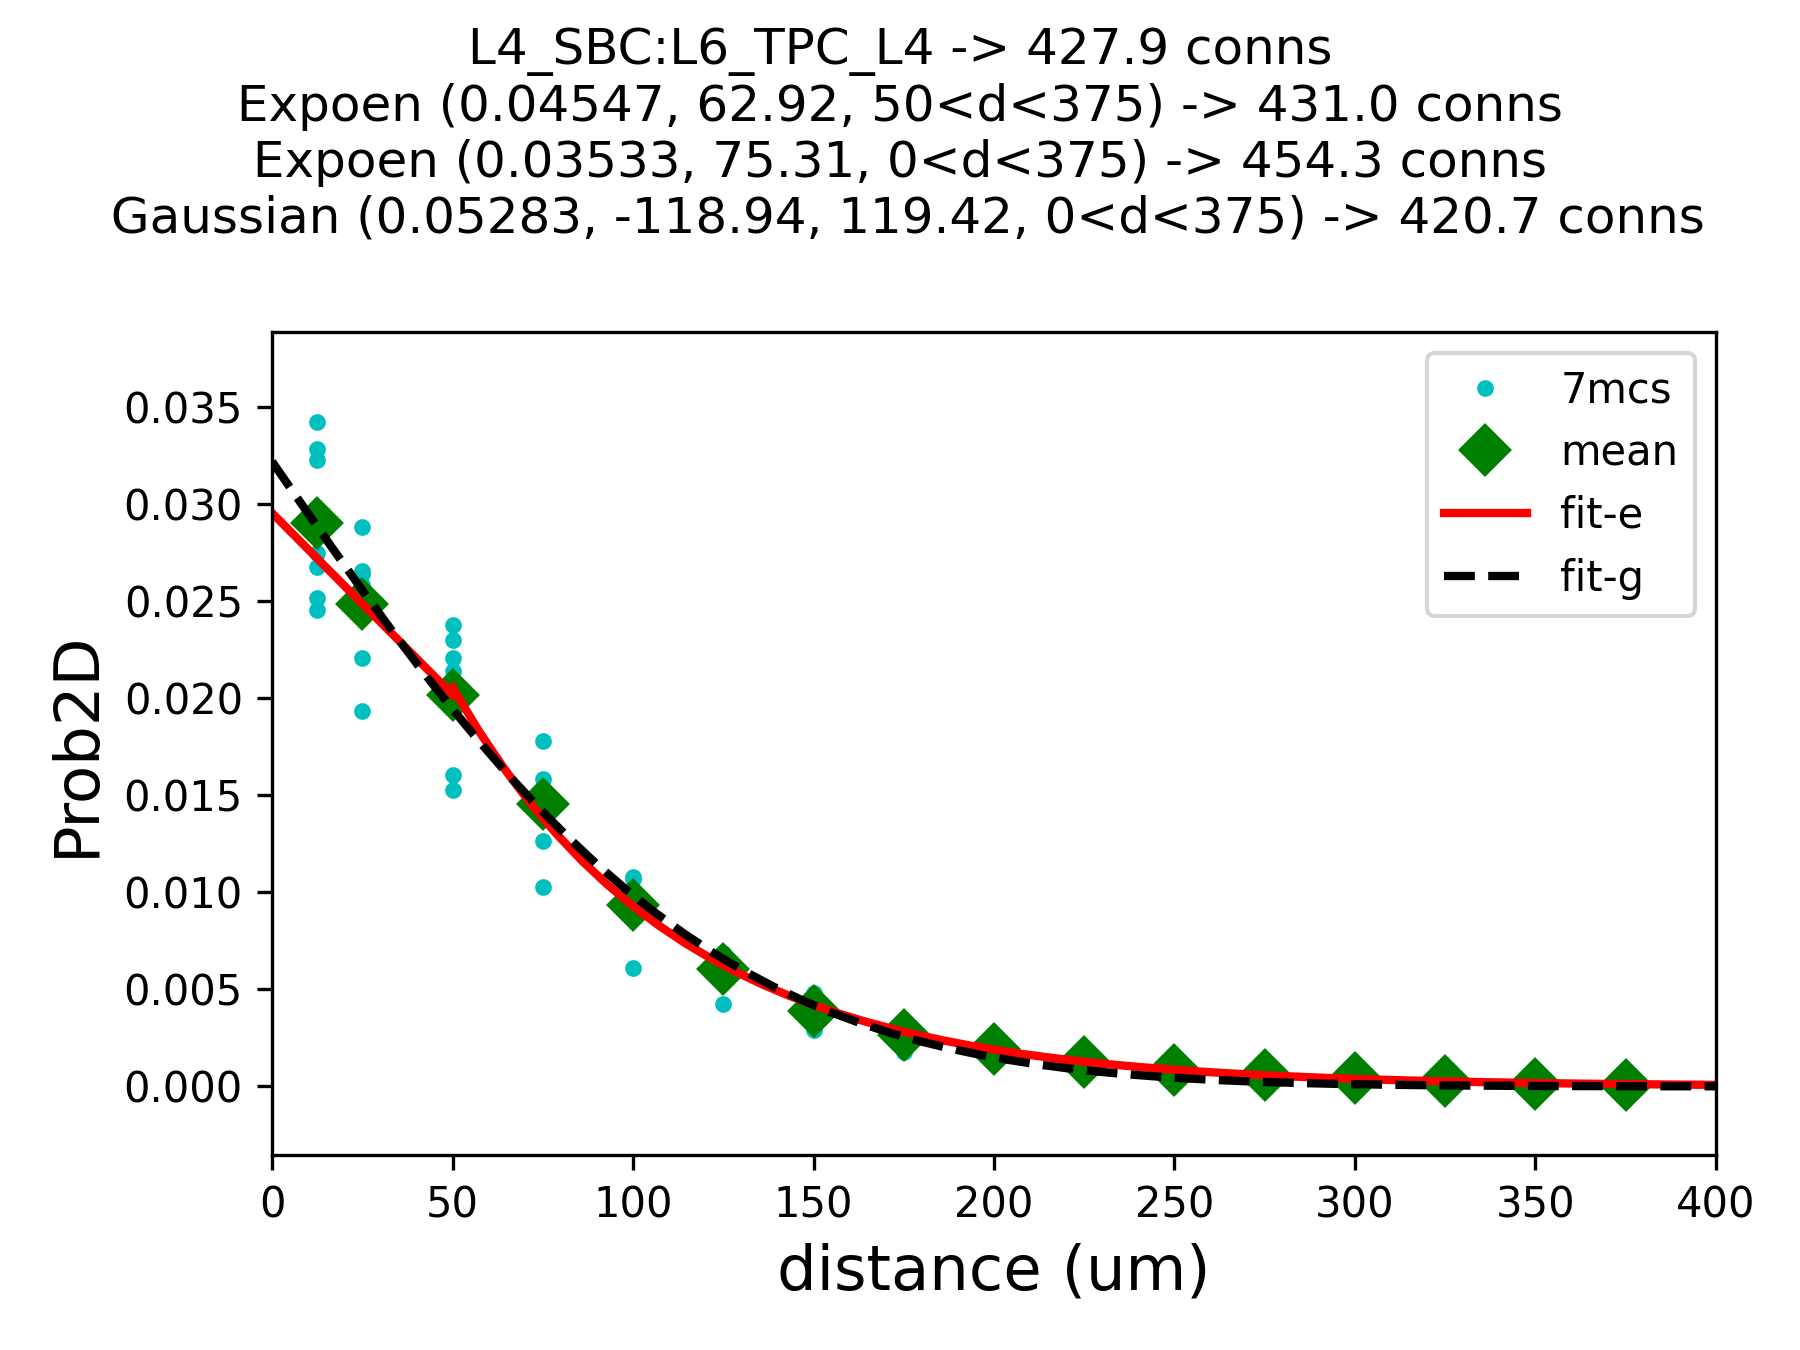 L4_SBC:L6_TPC_L4 -> 427.9 conns
Expoen (0.04547, 62.92, 50<d<375) -> 431.0 conns
Expoen (0.03533, 75.31, 0<d<375) -> 454.3 conns
Gaussian (0.05283, -118.94, 119.42, 0<d<375) -> 420.7 conns
7mcs
mean
fit-e
fit-g
Prob2D
0.035
0.030
0.025
0.020
0.015
0.010
0.005
0.000
0 50 100 150 200 250 300 350 400
distance (um)